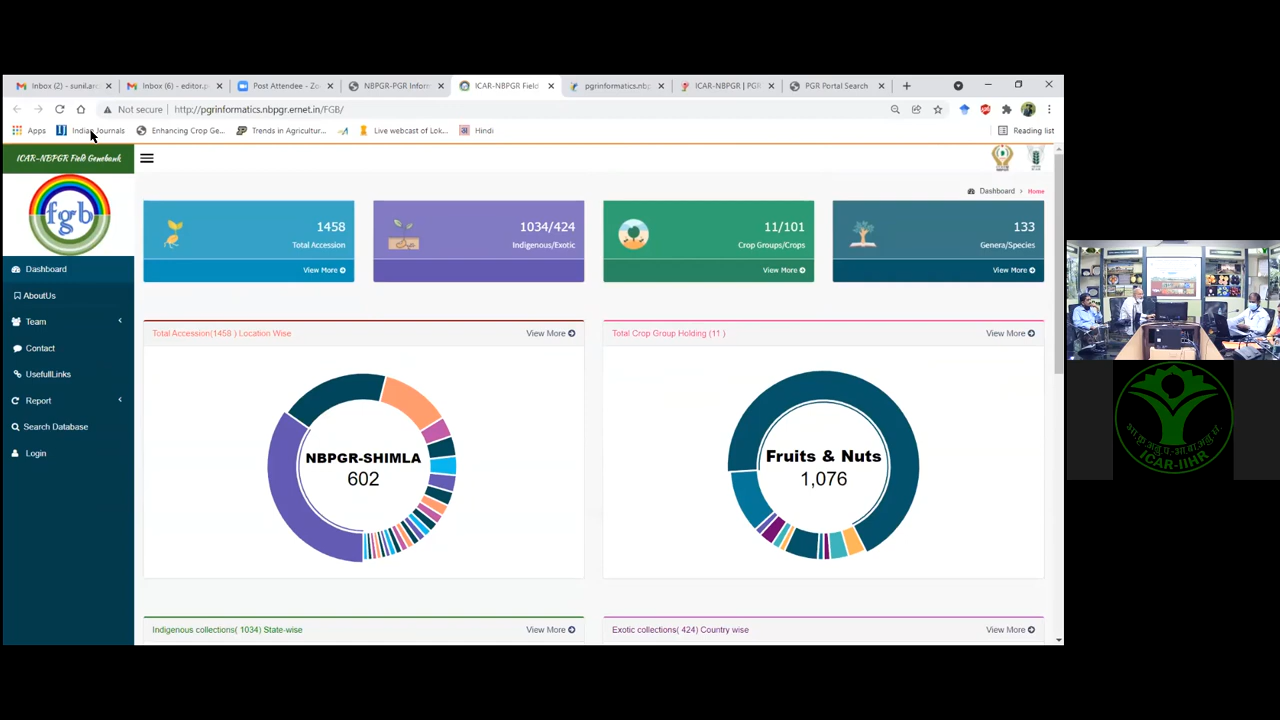 Inbox (2) - sunil.arc
Inbox (6) - editor.p
Post Attendee - Zo
NBPGR-PGR Inform
ICAR-NBPGR Field
pgrinformatics.nbp
ICAR-NBPGR | PGR
PGR Portal Search
Not secure | http://pgrinformatics.nbpgr.ernet.in/FGB/
Apps
Indian Journals
Enhancing Crop Ge...
Trends in Agricultur...
Live webcast of Lok...
Hindi
Reading list
ICAR-NBPGR Field Genebank
fgb
Dashboard > Home
Dashboard
AboutUs
Team
Contact
UsefulLinks
Report
Search Database
Login
1458
Total Accession
View More
1034/424
Indigenous/Exotic
11/101
Crop Groups/Crops
View More
133
Genera/Species
View More
Total Accession(1458 ) Location Wise
View More
NBPGR-SHIMLA
602
Total Crop Group Holding (11 )
View More
Fruits & Nuts
1,076
Indigenous collections( 1034) State-wise
View More
Exotic collections( 424) Country wise
View More
ICAR-IIHR